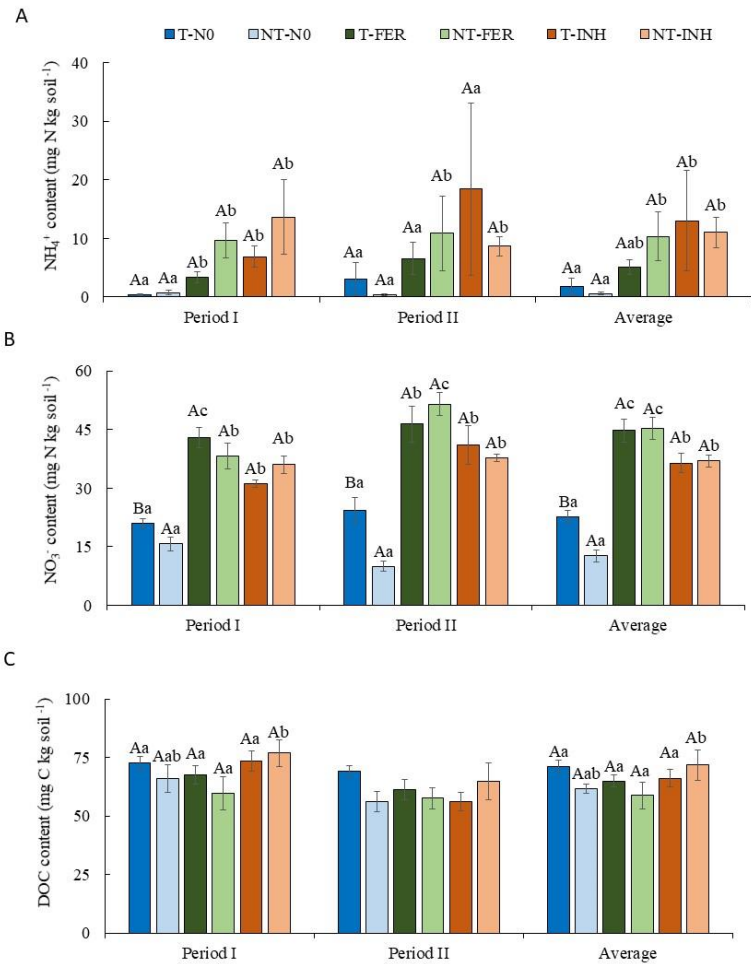 A
T-N0 NT-N0 T-FER NT-FER T-INH NT-INH
NH₄⁺ content (mg N kg soil⁻¹)
40
30
20
10
0
Aa Aa Ab Ab Ab Ab
Aa Aa Aa Ab Aa Ab
Aa Aa Aab Ab Ab Ab
Period I Period II Average
B
NO₃⁻ content (mg N kg soil⁻¹)
60
45
30
15
0
Ba Aa Ac Ab Ab Ab
Ba Aa Ab Ac Ab Ab
Ba Aa Ac Ac Ab Ab
Period I Period II Average
C
DOC content (mg C kg soil⁻¹)
100
75
50
25
0
Aa Aab Aa Aa Aa Ab
Aa Aab Aa Aa Aa Ab
Period I Period II Average